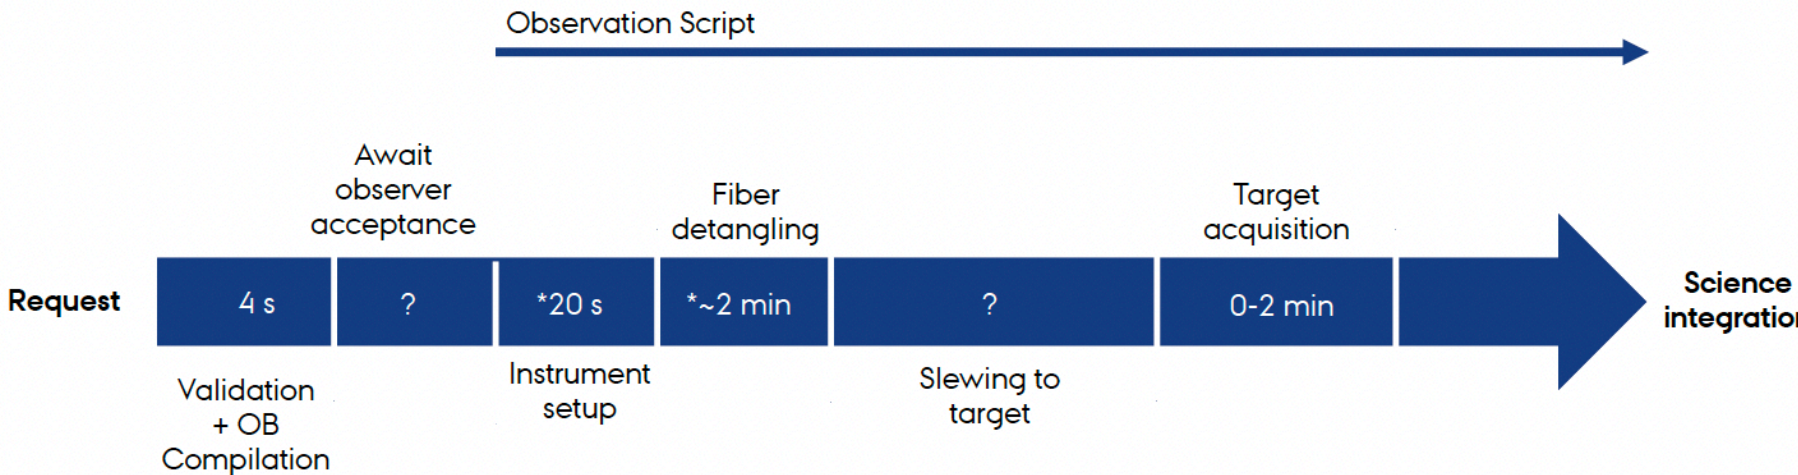 Observation Script
Await
observer
acceptance
Fiber
detangling
Target
acquisition
Request
4 s
?
*20 s
*~2 min
?
0-2 min
Science
integration
Validation
+ OB
Compilation
Instrument
setup
Slewing to
target